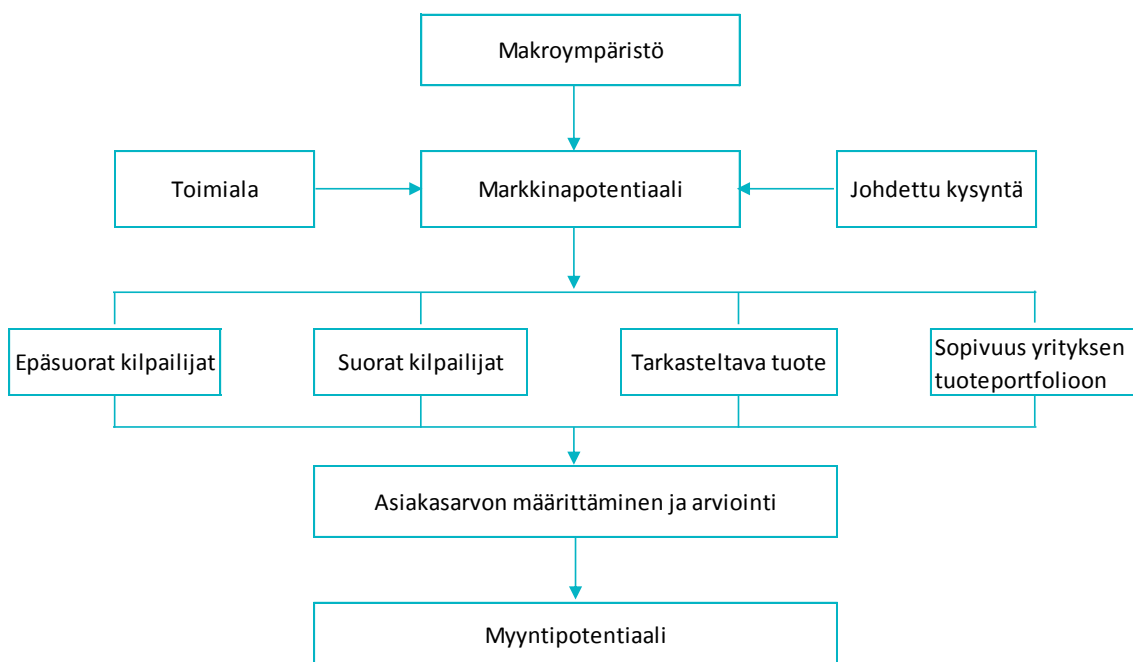 Makroympäristö
Toimiala
Markkinapotentiaali
Johdettu kysyntä
Epäsuorat kilpailijat
Suorat kilpailijat
Tarkasteltava tuote
Sopivuus yrityksen
tuoteportfolioon
Asiakasarvon määrittäminen ja arviointi
Myyntipotentiaali